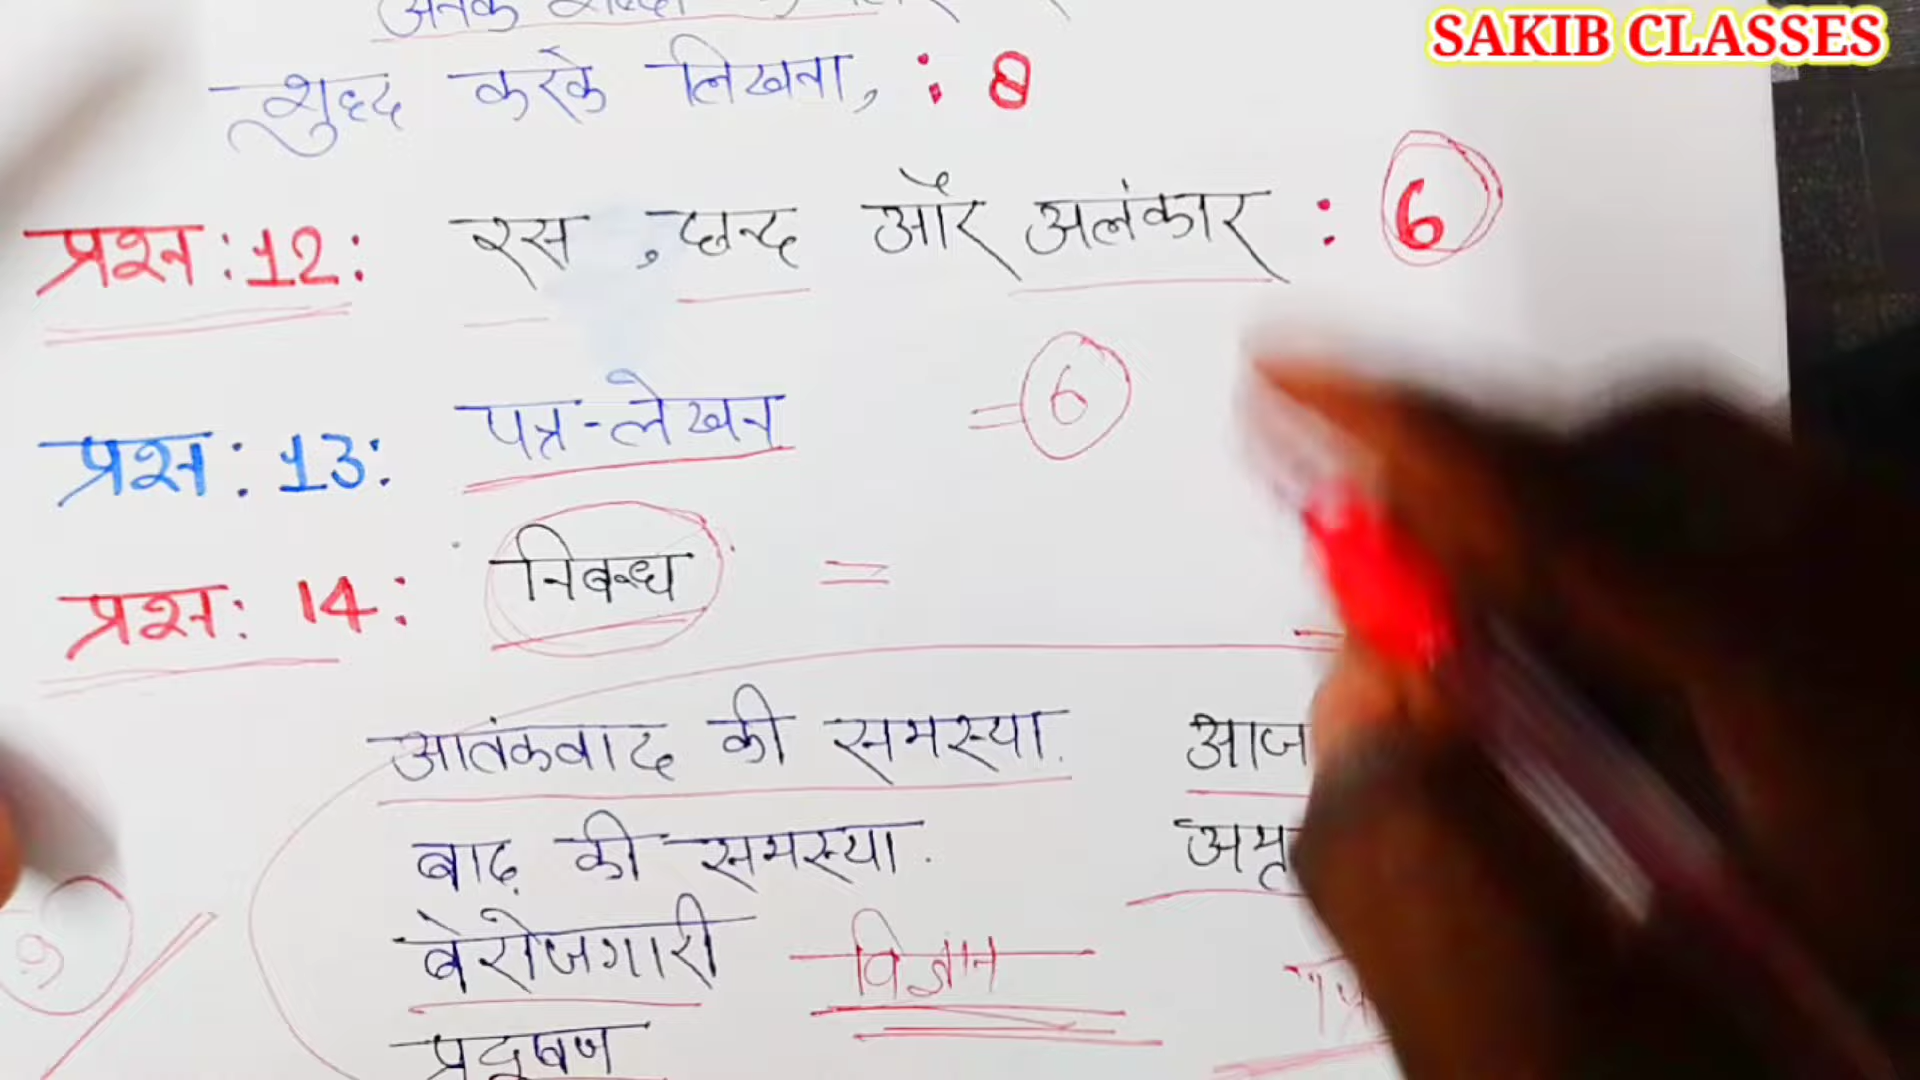 SAKIB CLASSES
शुद्ध करके लिखना, : 8
प्रश्न : 12 : रस , छन्द और अलंकार : 6
प्रश्न : 13 : पत्र-लेखन = 6
प्रश्न : 14 : निबन्ध =
आतंकवाद की समस्या.
बाढ़ की समस्या.
बेरोजगारी विज्ञान
प्रदूषण
9